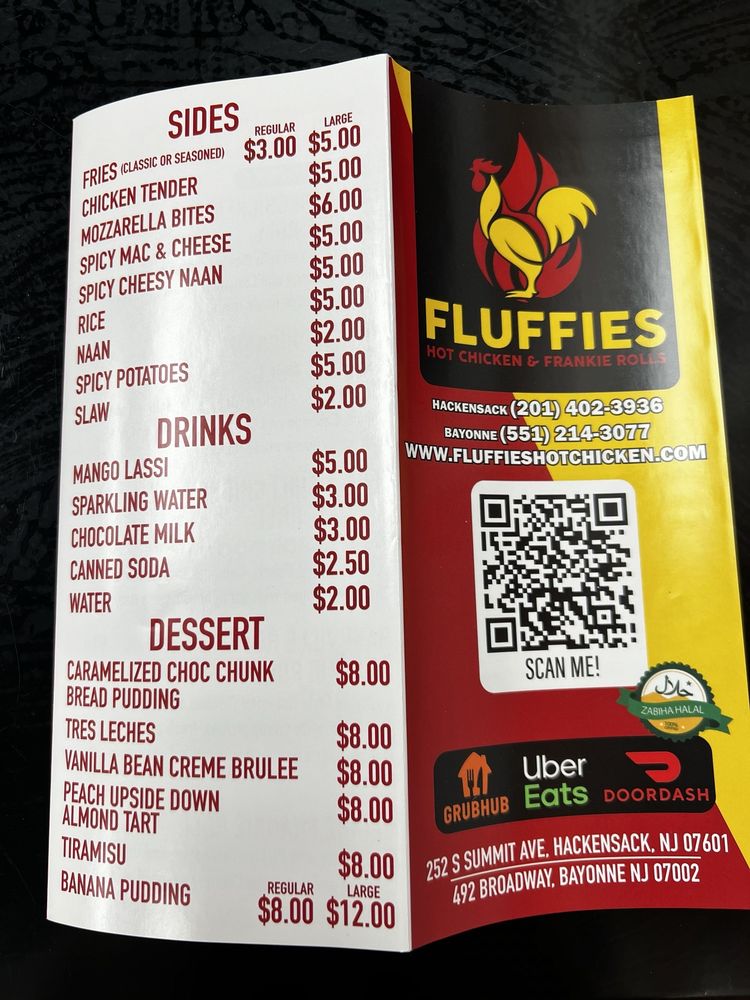 SIDES
REGULAR LARGE
FRIES (CLASSIC OR SEASONED) $3.00 $5.00
CHICKEN TENDER $5.00
MOZZARELLA BITES $6.00
SPICY MAC & CHEESE $5.00
SPICY CHEESY NAAN $5.00
RICE $5.00
NAAN $2.00
SPICY POTATOES $5.00
SLAW $2.00
DRINKS
MANGO LASSI $5.00
SPARKLING WATER $3.00
CHOCOLATE MILK $3.00
CANNED SODA $2.50
WATER $2.00
DESSERT
CARAMELIZED CHOC CHUNK $8.00
BREAD PUDDING
TRES LECHES $8.00
VANILLA BEAN CREME BRULEE $8.00
PEACH UPSIDE DOWN $8.00
ALMOND TART
TIRAMISU $8.00
REGULAR LARGE
BANANA PUDDING $8.00 $12.00
FLUFFIES
HOT CHICKEN & FRANKIE ROLLS
HACKENSACK (201) 402-3936
BAYONNE (551) 214-3077
WWW.FLUFFIESHOTCHICKEN.COM
SCAN ME!
حلال
ZABIHA HALAL
100%
GRUBHUB
Uber
Eats
DOORDASH
252 S SUMMIT AVE, HACKENSACK, NJ 07601
492 BROADWAY, BAYONNE NJ 07002